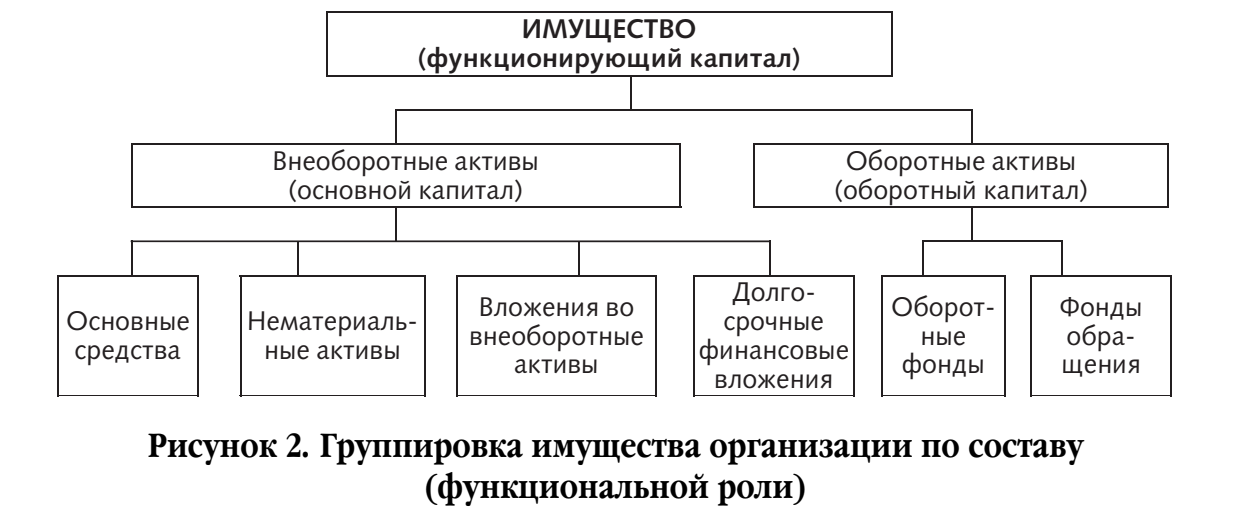 ИМУЩЕСТВО
(функционирующий капитал)
Внеоборотные активы
(основной капитал)
Оборотные активы
(оборотный капитал)
Основные
средства
Нематериаль-
ные активы
Вложения во
внеоборотные
активы
Долго-
срочные
финансовые
вложения
Оборот-
ные
фонды
Фонды
обра-
щения
Рисунок 2. Группировка имущества организации по составу
(функциональной роли)